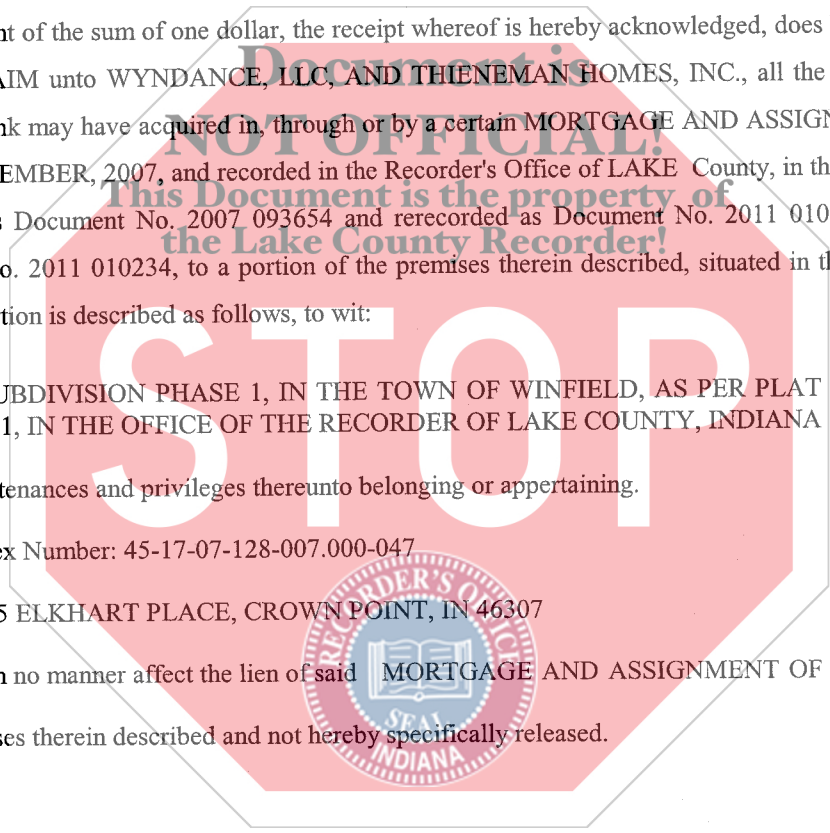 nt of the sum of one dollar, the receipt whereof is hereby acknowledged, does
Document is
AIM unto WYNDANCE, LLC, AND THIENEMAN HOMES, INC., all the
nk may have acquired in, through or by a certain MORTGAGE AND ASSIGN
NOT OFFICIAL!
EMBER, 2007, and recorded in the Recorder's Office of LAKE County, in th
This Document is the property of
s Document No. 2007 093654 and rerecorded as Document No. 2011 010
the Lake County Recorder!
o. 2011 010234, to a portion of the premises therein described, situated in th
tion is described as follows, to wit:
STOP
UBDIVISION PHASE 1, IN THE TOWN OF WINFIELD, AS PER PLAT
1, IN THE OFFICE OF THE RECORDER OF LAKE COUNTY, INDIANA
tenances and privileges thereunto belonging or appertaining.
ex Number: 45-17-07-128-007.000-047
5 ELKHART PLACE, CROWN POINT, IN 46307
n no manner affect the lien of said MORTGAGE AND ASSIGNMENT OF
ses therein described and not hereby specifically released.
RECORDER'S OFFICE
SEAL
INDIANA